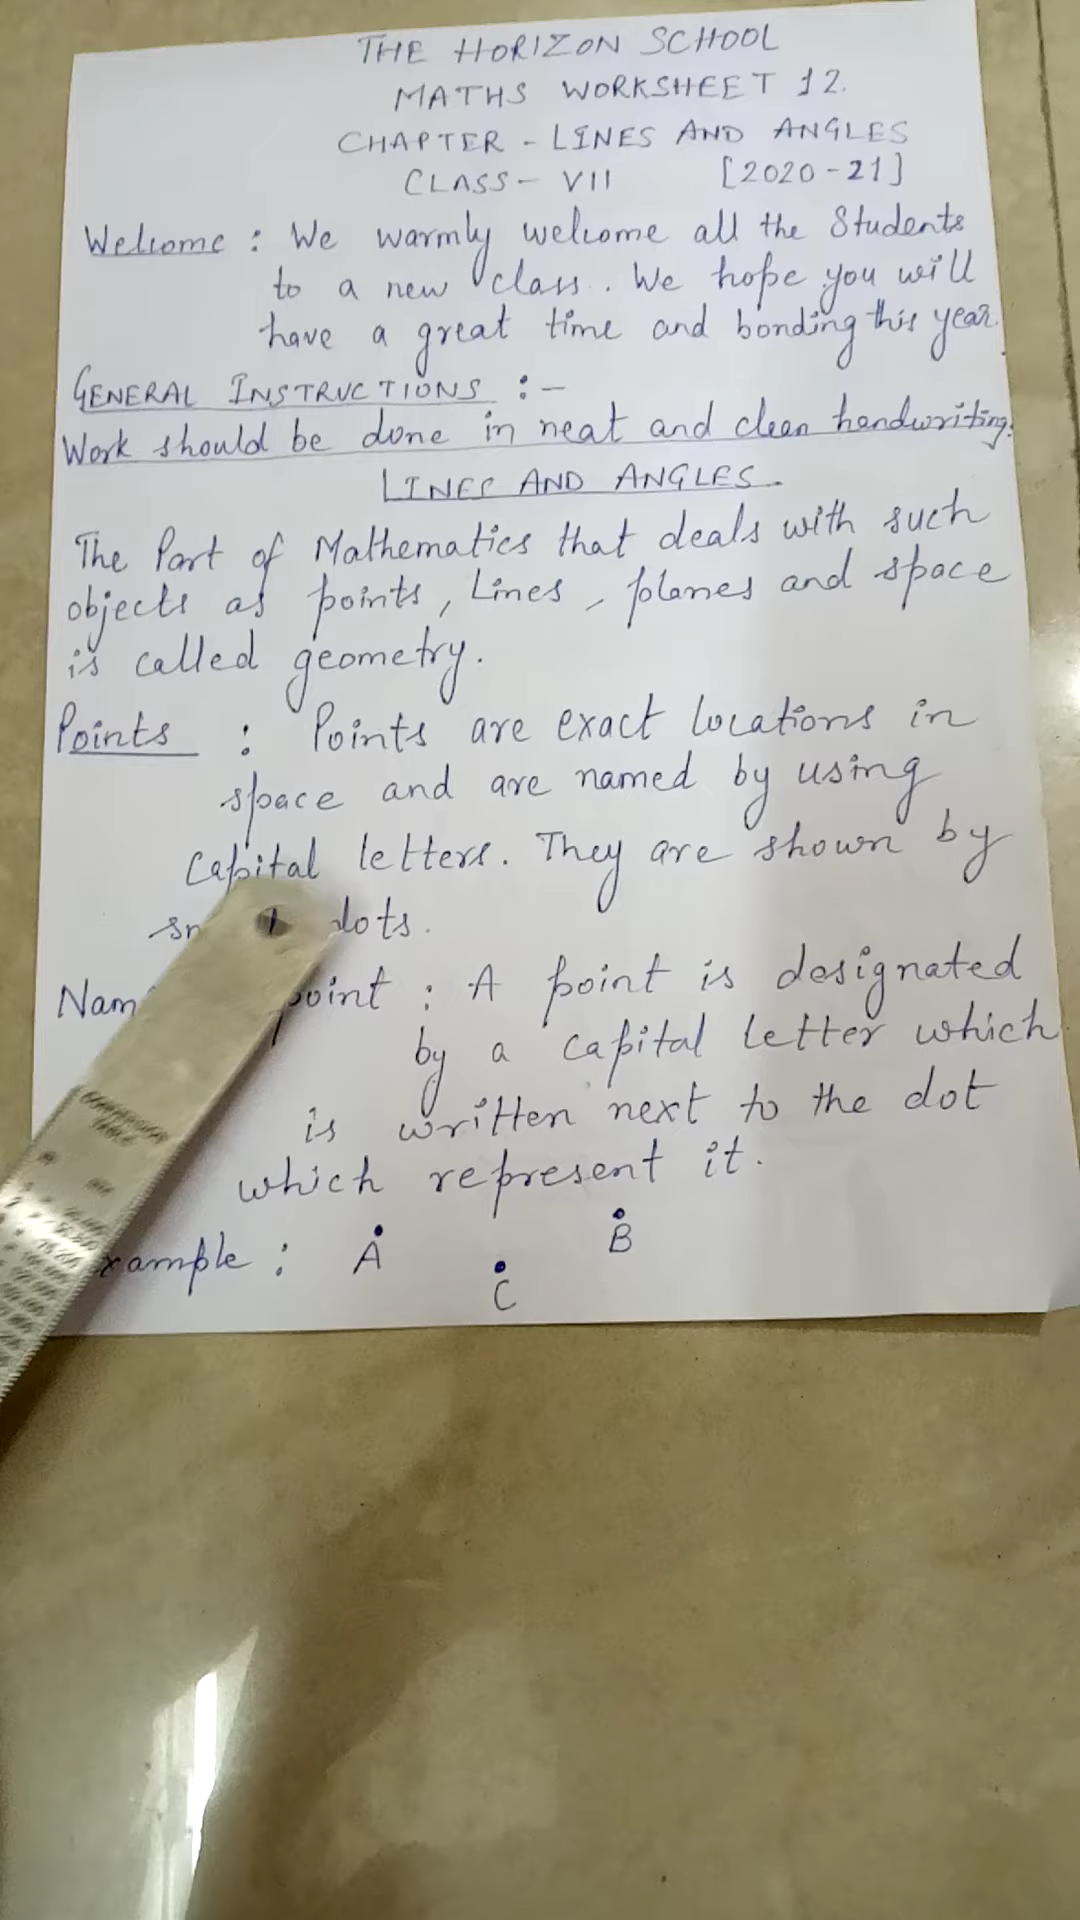 THE HORIZON SCHOOL
MATHS WORKSHEET 12.
CHAPTER - LINES AND ANGLES
CLASS - VII [2020-21]
Welcome : We warmly welcome all the Students
to a new class. We hope you will
have a great time and bonding this year.
GENERAL INSTRUCTIONS :-
Work should be done in neat and clean handwriting.
LINES AND ANGLES.
The Part of Mathematics that deals with such
objects as points, Lines, planes and space
is called geometry.
Points : Points are exact locations in
space and are named by using
Capital letters. They are shown by
dots.
point : A point is designated
by a capital letter which
is written next to the dot
which represent it.
xample : A B
C